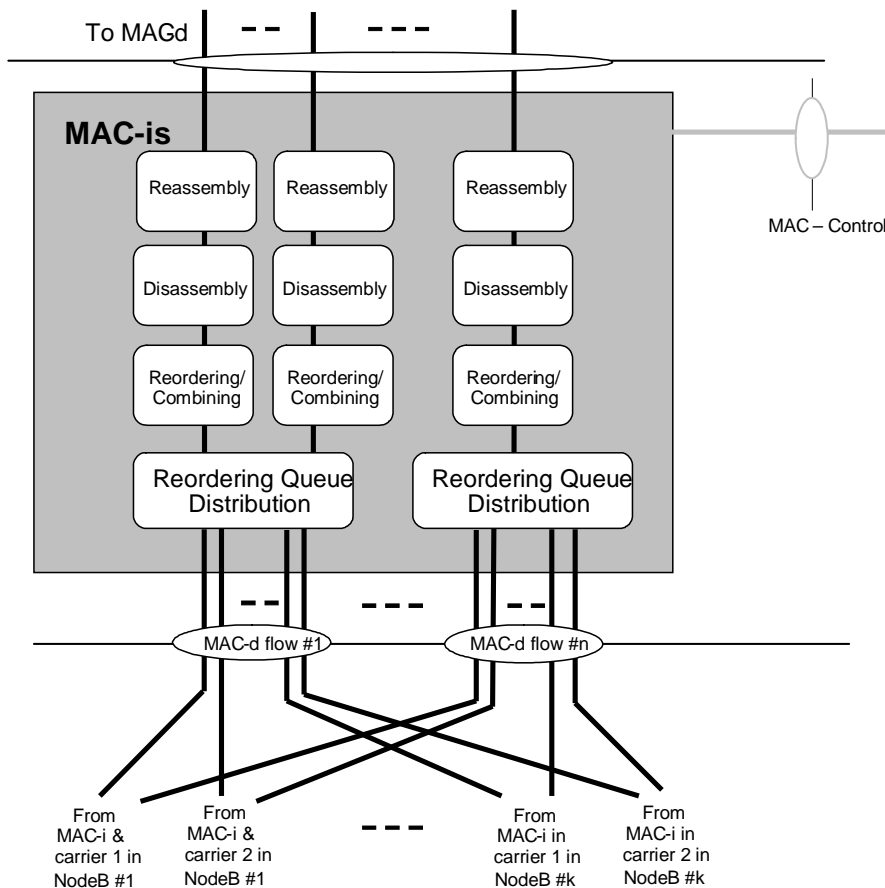 To MAGd
MAC-is
Reassembly
Reassembly
Reassembly
MAC – Control
Disassembly
Disassembly
Disassembly
Reordering/
Combining
Reordering/
Combining
Reordering/
Combining
Reordering Queue
Distribution
Reordering Queue
Distribution
MAC-d flow #1
MAC-d flow #n
From
MAC-i &
carrier 1 in
NodeB #1
From
MAC-i &
carrier 2 in
NodeB #1
From
MAC-i in
carrier 1 in
NodeB #k
From
MAC-i in
carrier 2 in
NodeB #k